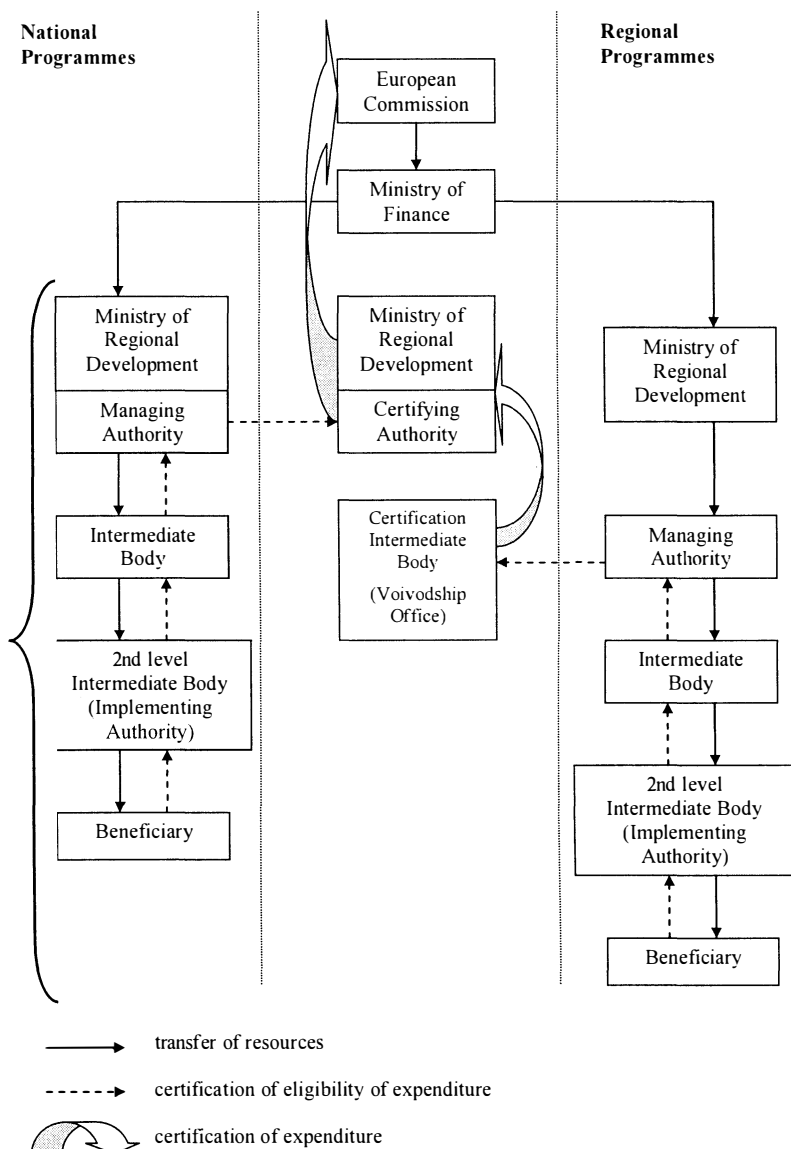 National
Programmes
Regional
Programmes
European
Commission
Ministry of
Finance
Ministry of
Regional
Development
Managing
Authority
Intermediate
Body
2nd level
Intermediate Body
(Implementing
Authority)
Beneficiary
Ministry of
Regional
Development
Certifying
Authority
Certification
Intermediate
Body
(Voivodship
Office)
Ministry of
Regional
Development
Managing
Authority
Intermediate
Body
2nd level
Intermediate Body
(Implementing
Authority)
Beneficiary
transfer of resources
certification of eligibility of expenditure
certification of expenditure